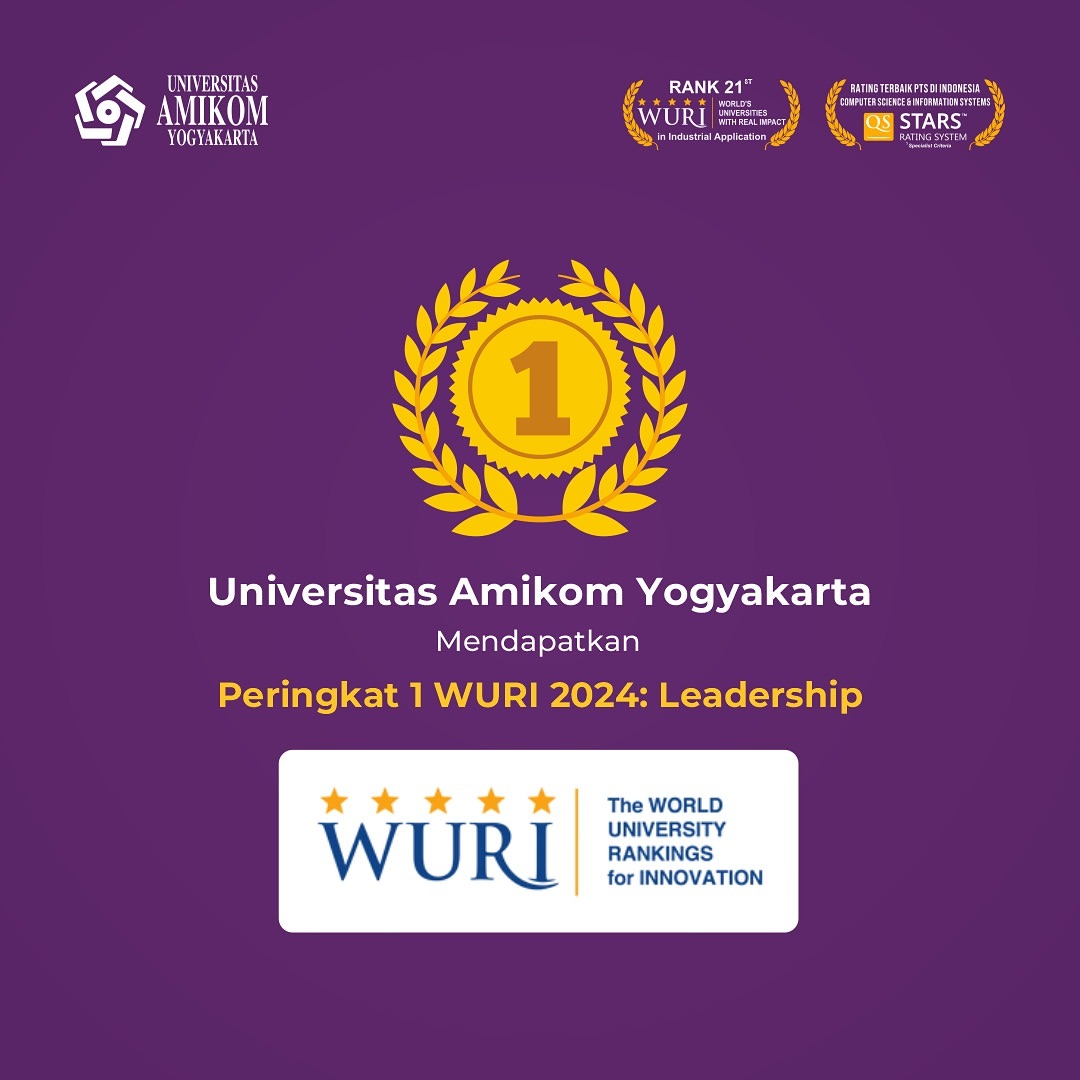 UNIVERSITAS
AMIKOM
YOGYAKARTA
RANK 21ST
WURI
WORLD'S
UNIVERSITIES
WITH REAL IMPACT
in Industrial Application
RATING TERBAIK PTS DI INDONESIA
COMPUTER SCIENCE & INFORMATION SYSTEMS
QS STARS™
RATING SYSTEM
*Specialist Criteria
1
Universitas Amikom Yogyakarta
Mendapatkan
Peringkat 1 WURI 2024: Leadership
WURI
The WORLD
UNIVERSITY
RANKINGS
for INNOVATION